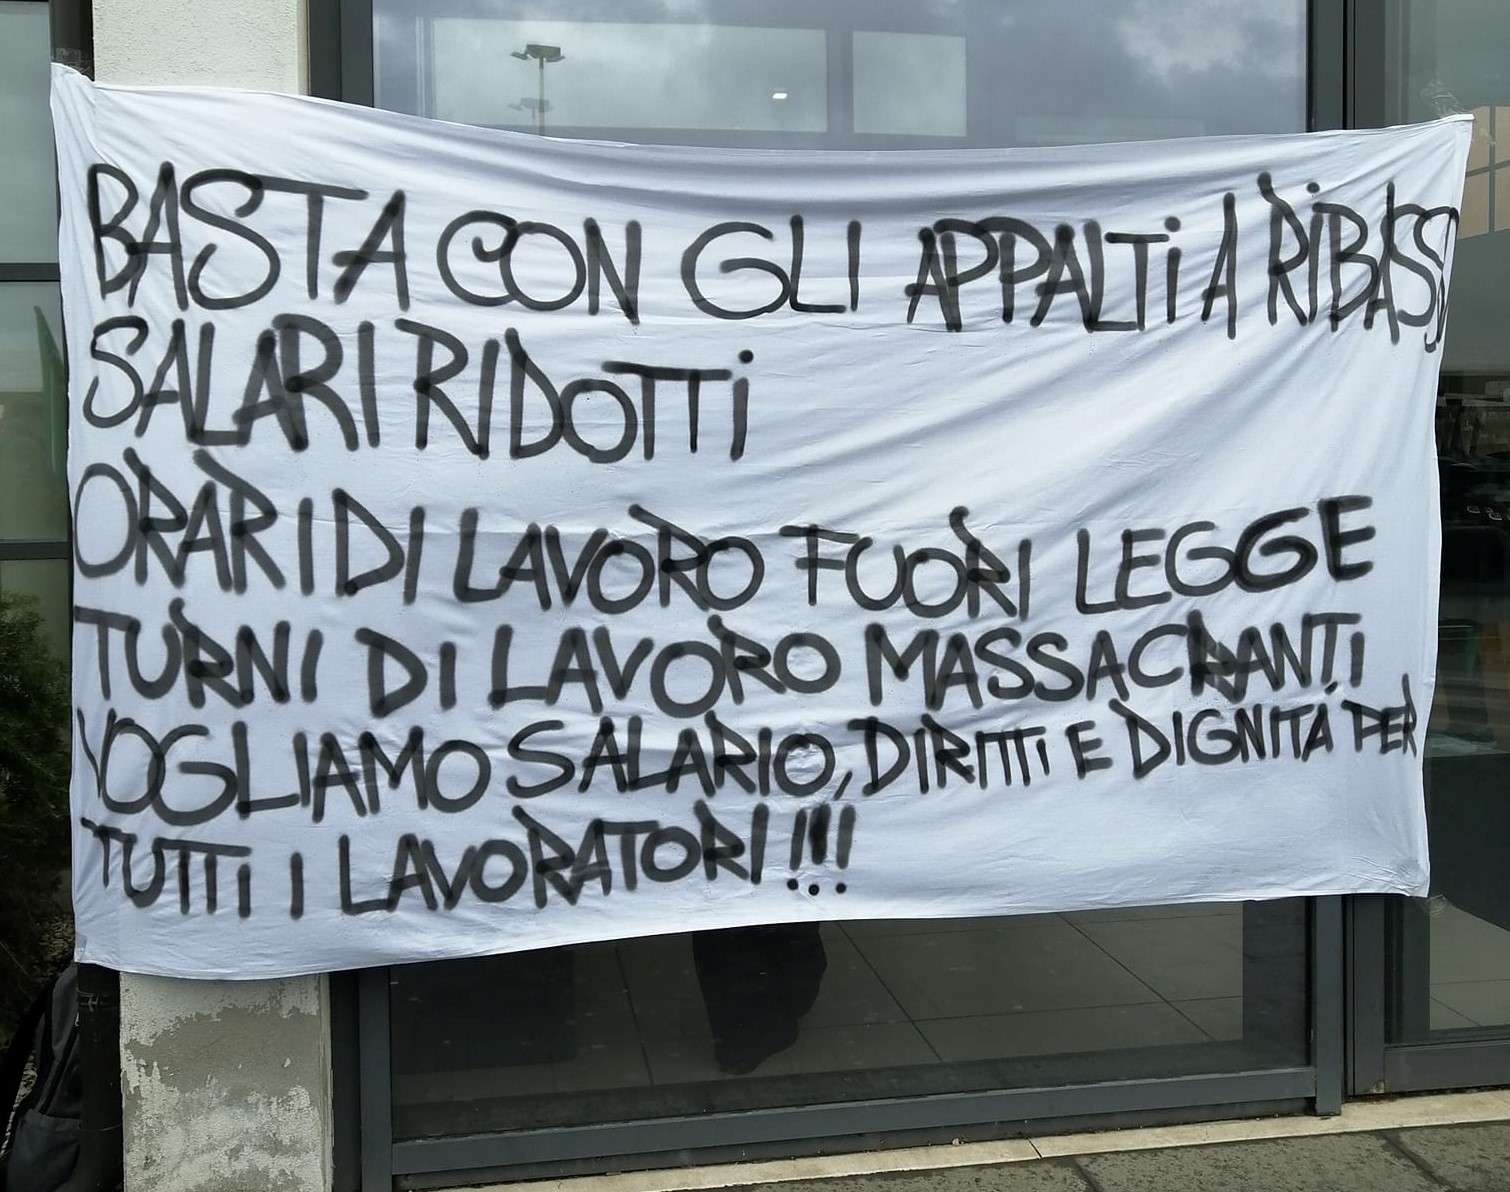 BASTA CON GLI APPALTI A RIBASSO
SALARI RIDOTTI
ORARI DI LAVORO FUORI LEGGE
TURNI DI LAVORO MASSACRANTI
VOGLIAMO SALARIO, DIRITTI E DIGNITÁ PER
TUTTI I LAVORATORI !!!